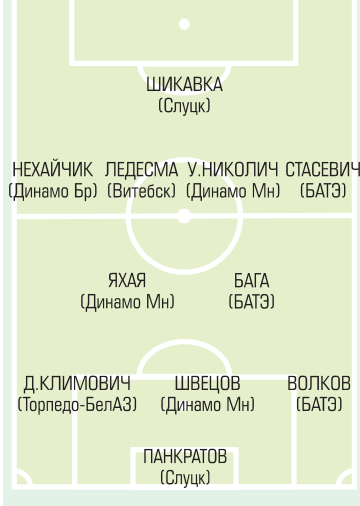 ШИКАВКА
(Слуцк)
НЕХАЙЧИК ЛЕДЕСМА У.НИКОЛИЧ СТАСЕВИЧ
(Динамо Бр) (Витебск) (Динамо Мн) (БАТЭ)
ЯХАЯ БАГА
(Динамо Мн) (БАТЭ)
Д.КЛИМОВИЧ ШВЕЦОВ ВОЛКОВ
(Торпедо-БелАЗ) (Динамо Мн) (БАТЭ)
ПАНКРАТОВ
(Слуцк)